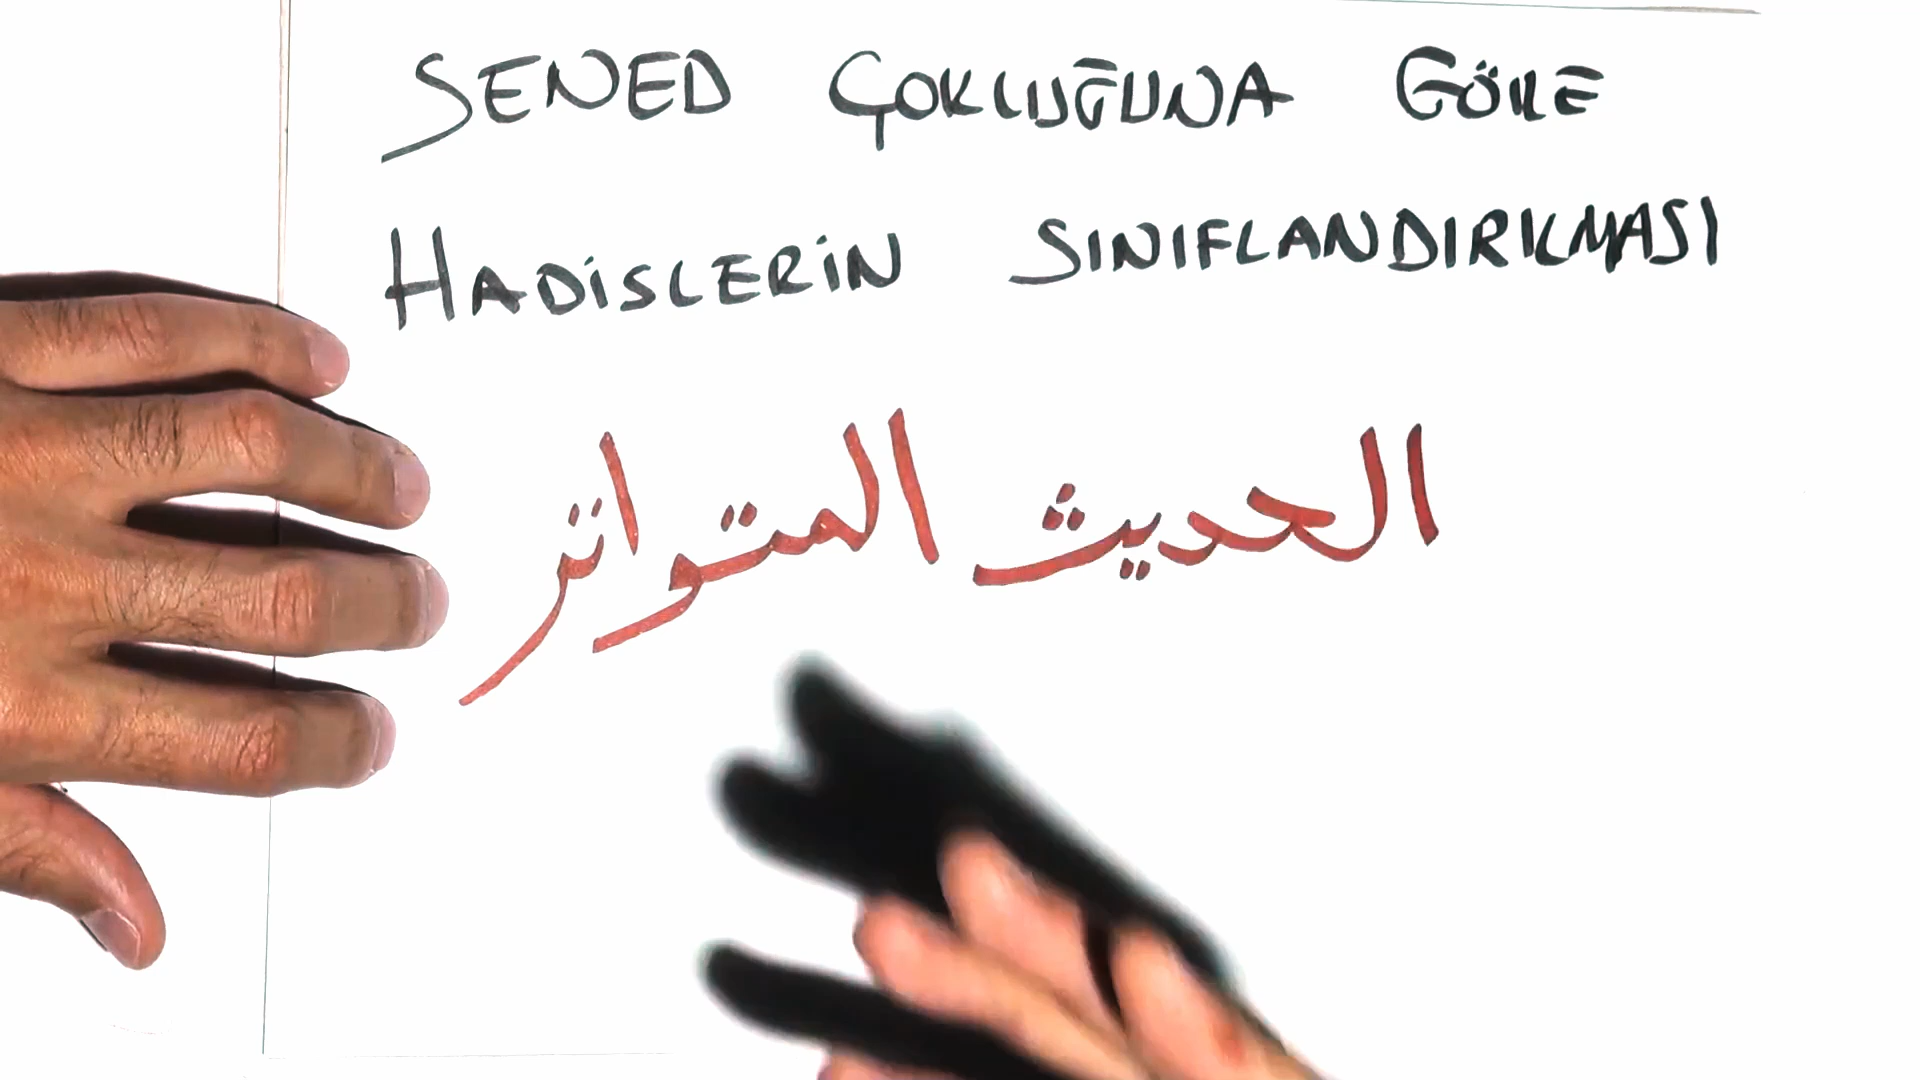 SENED ÇOKLUĞUNA GÖRE
HADİSLERİN SINIFLANDIRILMASI
الحديث المتواتر